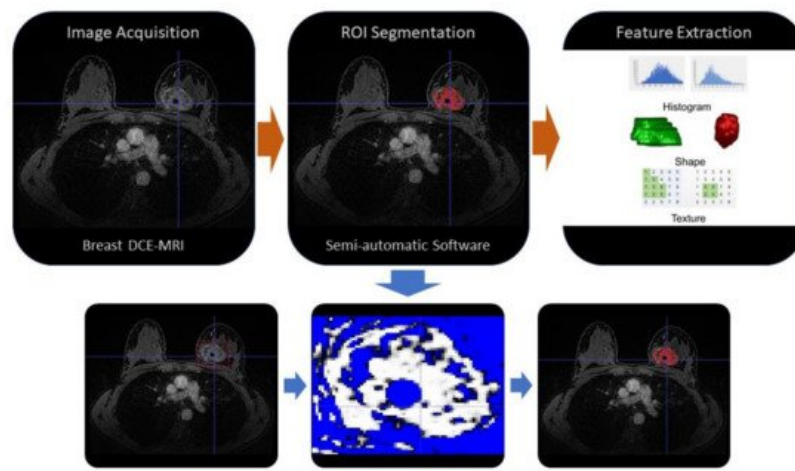 Image Acquisition
ROI Segmentation
Feature Extraction
Histogram
Shape
Texture
Breast DCE-MRI
Semi-automatic Software